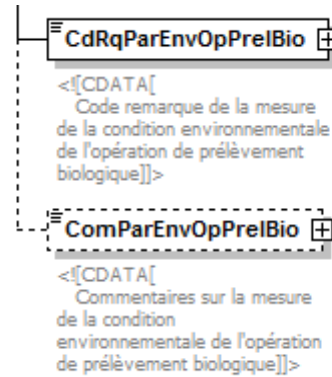 CdRqParEnvOpPrelBio
<![CDATA[
Code remarque de la mesure
de la condition environnementale
de l'opération de prélèvement
biologique]]>
ComParEnvOpPrelBio
<![CDATA[
Commentaires sur la mesure
de la condition
environnementale de l'opération
de prélèvement biologique]]>